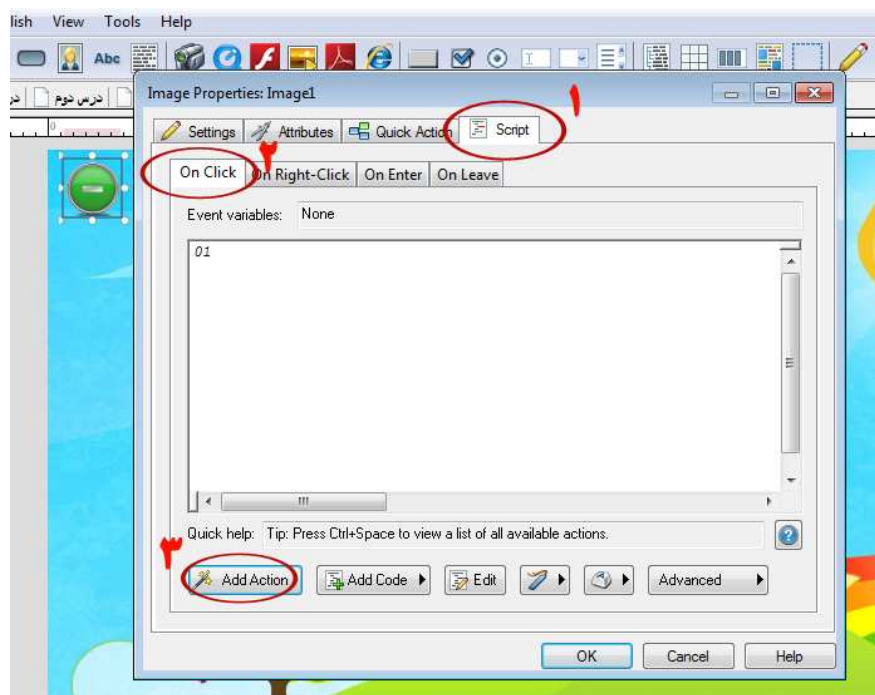 lish View Tools Help
Abc
درس دوم
Image Properties: Image1
۱
Settings Attributes Quick Action Script
۲
On Click On Right-Click On Enter On Leave
Event variables: None
01
Quick help: Tip: Press Ctrl+Space to view a list of all available actions.
۳
Add Action Add Code Edit Advanced
OK Cancel Help